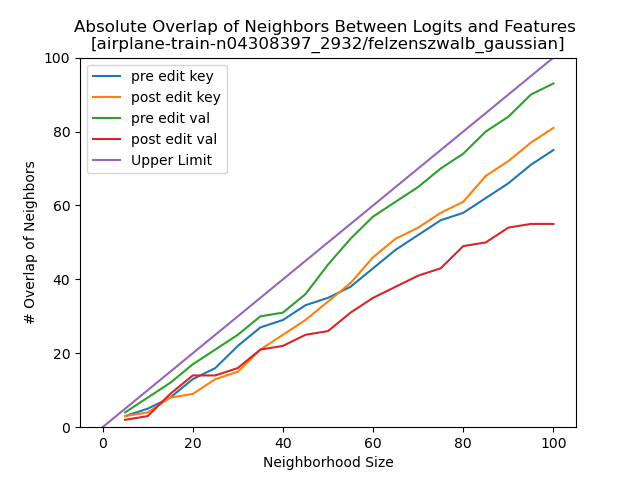 Absolute Overlap of Neighbors Between Logits and Features
[airplane-train-n04308397_2932/felzenszwalb_gaussian]
pre edit key
post edit key
pre edit val
post edit val
Upper Limit
# Overlap of Neighbors
100
80
60
40
20
0
0 20 40 60 80 100
Neighborhood Size